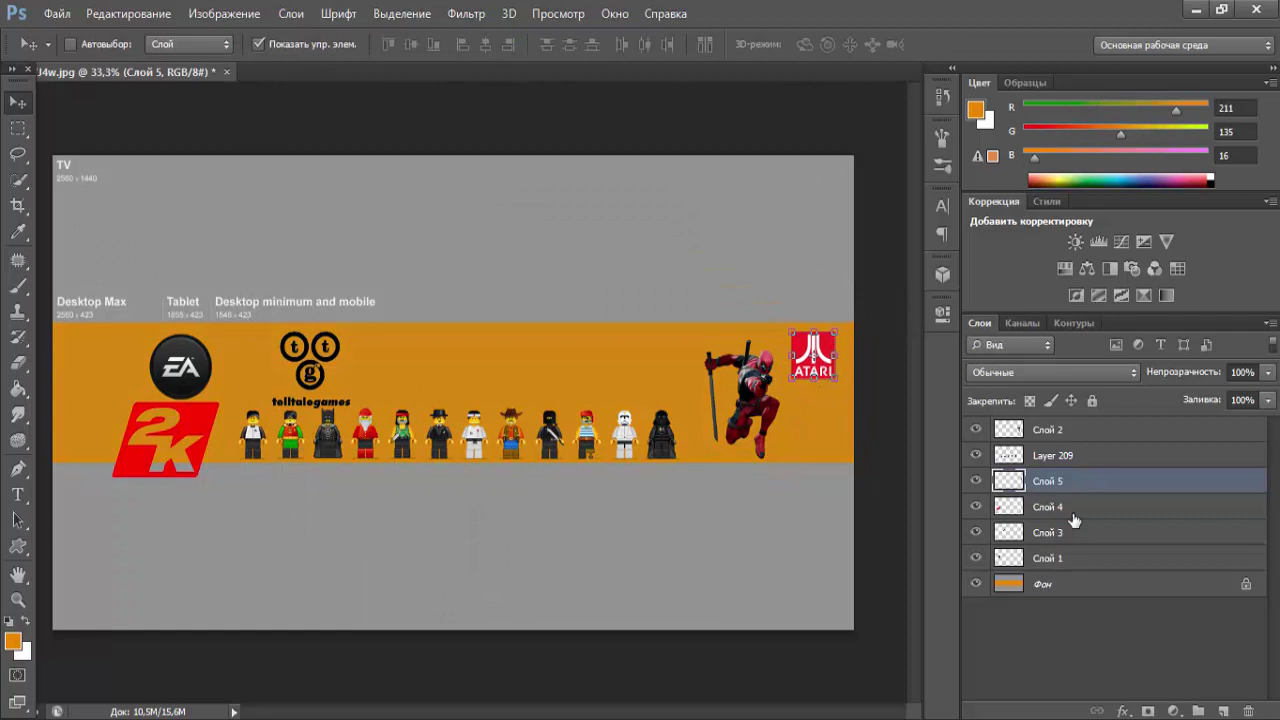 Ps Файл Редактирование Изображение Слои Шрифт Выделение Фильтр 3D Просмотр Окно Справка
Автовыбор: Слой Показать упр. элем. 3D-режим: Основная рабочая среда
J4w.jpg @ 33,3% (Слой 5, RGB/8#) * ×
Цвет Образцы
R 211
G 135
B 16
Коррекция Стили
Добавить корректировку
Слои Каналы Контуры
Вид
Обычные Непрозрачность: 100%
Закрепить: Заливка: 100%
Слой 2
Layer 209
Слой 5
Слой 4
Слой 3
Слой 1
Фон
TV
2560 x 1440
Desktop Max Tablet Desktop minimum and mobile
2560 x 423 1855 x 423 1546 x 423
EA
t t
g
telltalegames
2K
ATARI
Док: 10,5M/15,6M
fx